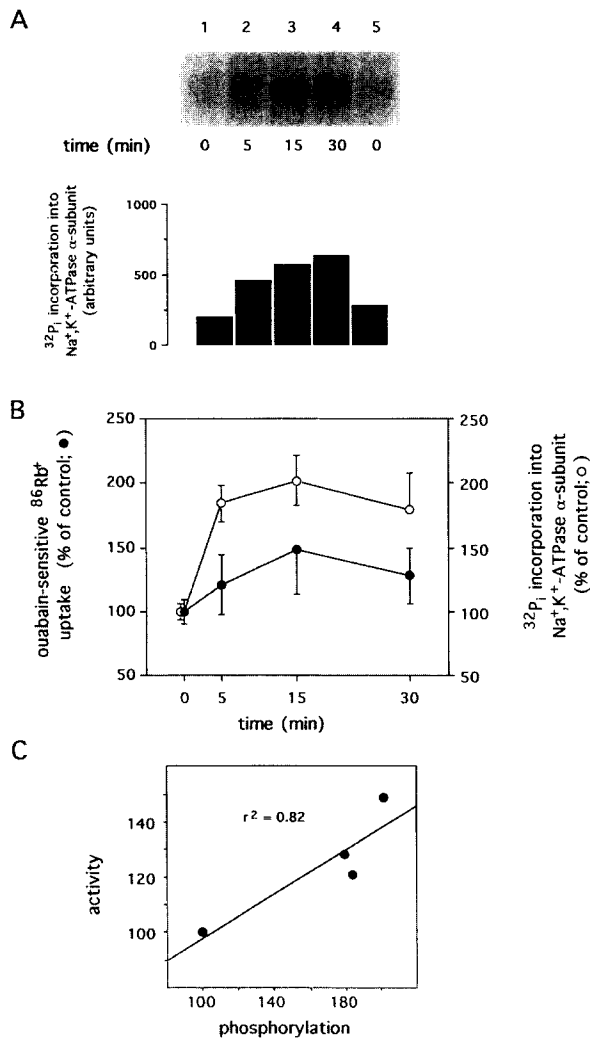 A
1 2 3 4 5
time (min) 0 5 15 30 0
³²Pᵢ incorporation into
Na⁺,K⁺-ATPase α-subunit
(arbitrary units)
1000
500
0
B
ouabain-sensitive ⁸⁶Rb⁺
uptake (% of control; ●)
250
200
150
100
50
250
200
150
100
50
³²Pᵢ incorporation into
Na⁺,K⁺-ATPase α-subunit
(% of control; ○)
0 5 15 30
time (min)
C
r² = 0.82
activity
140
120
100
100 140 180
phosphorylation